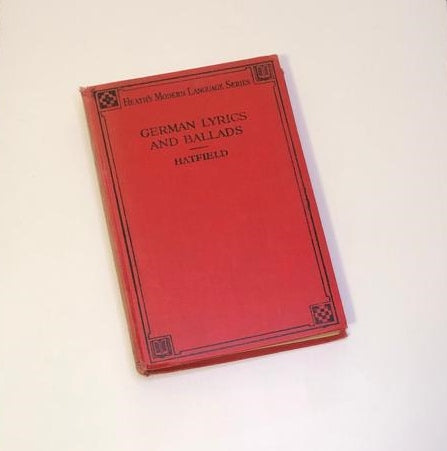 HEATH'S MODERN LANGUAGE SERIES
GERMAN LYRICS
AND BALLADS
HATFIELD